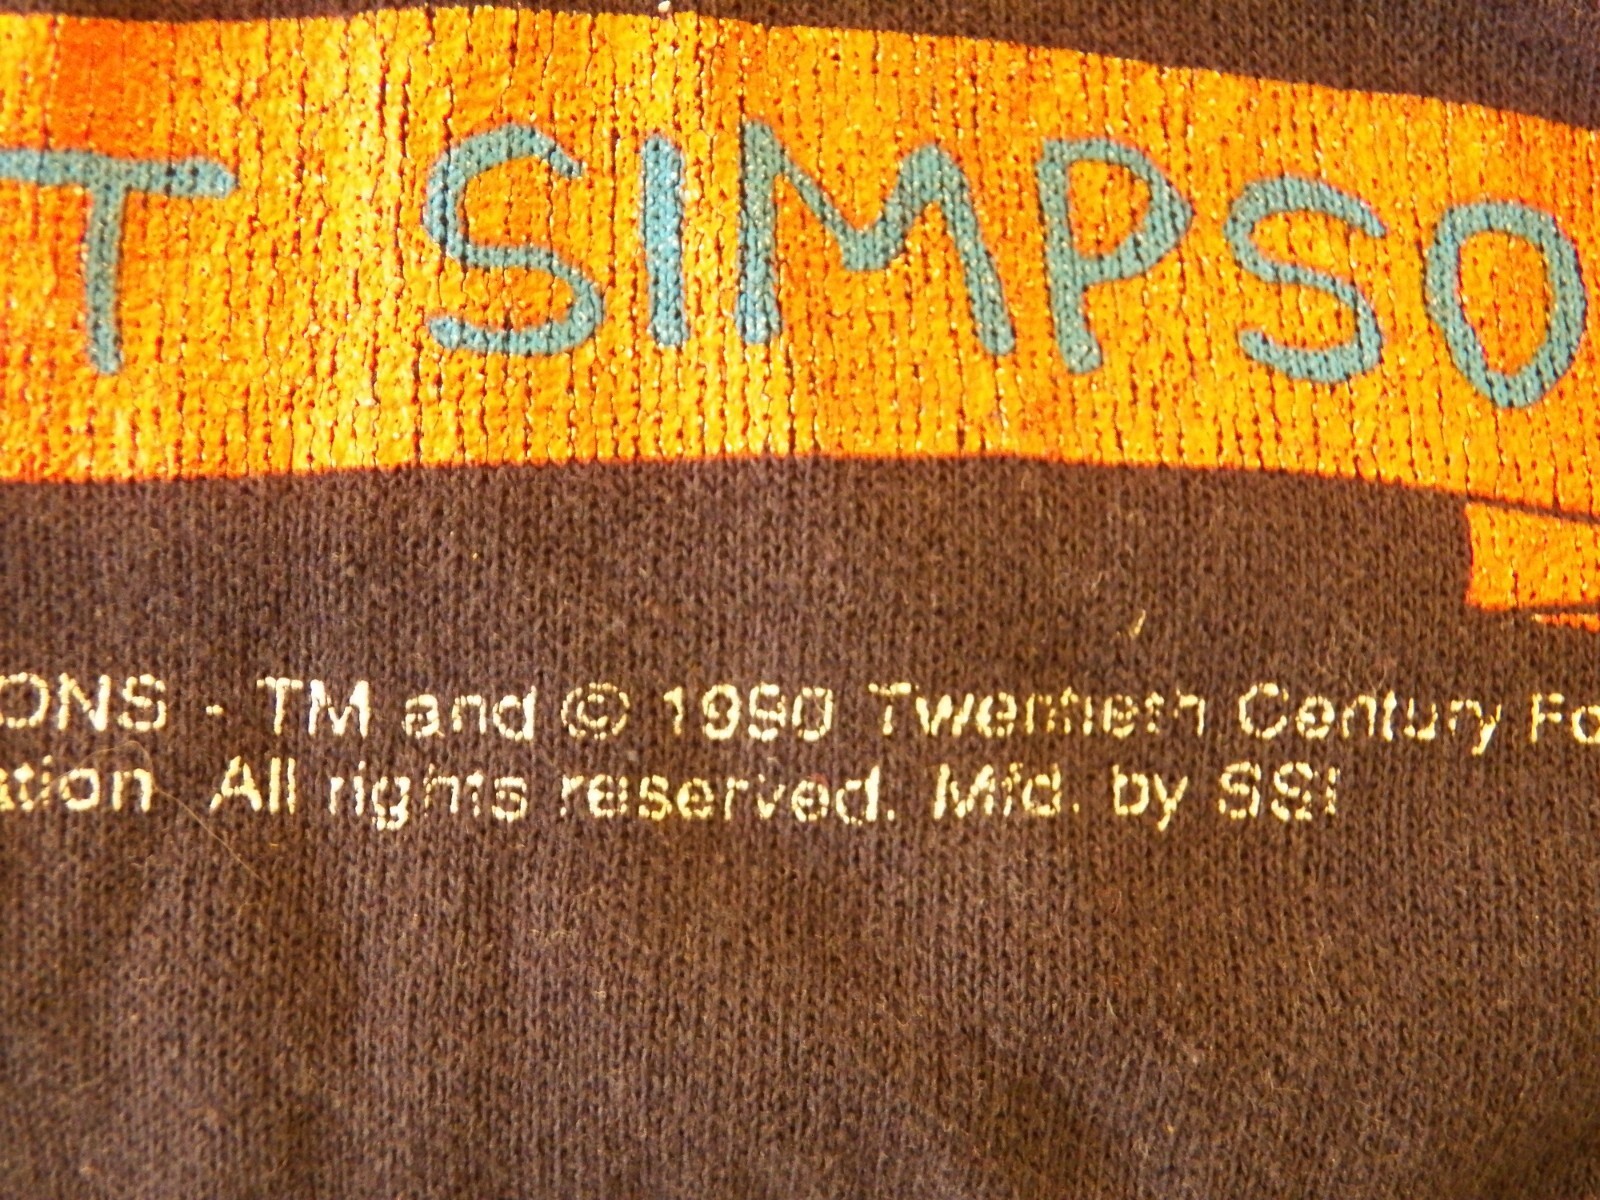 T SIMPSO
ONS - TM and © 1990 Twentieth Century Fo
ation. All rights reserved. Mfd. by SSI